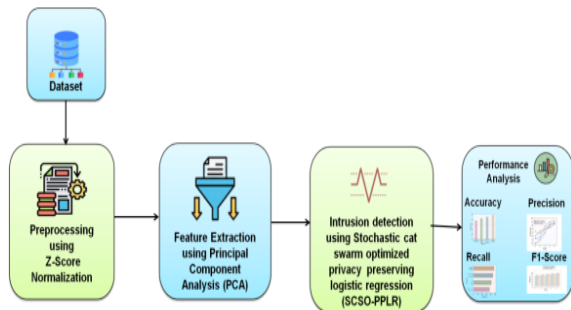 Dataset
Preprocessing
using
Z-Score
Normalization
Feature Extraction
using Principal
Component
Analysis (PCA)
Intrusion detection
using Stochastic cat
swarm optimized
privacy preserving
logistic regression
(SCSO-PPLR)
Performance
Analysis
Accuracy
Precision
Recall
F1-Score